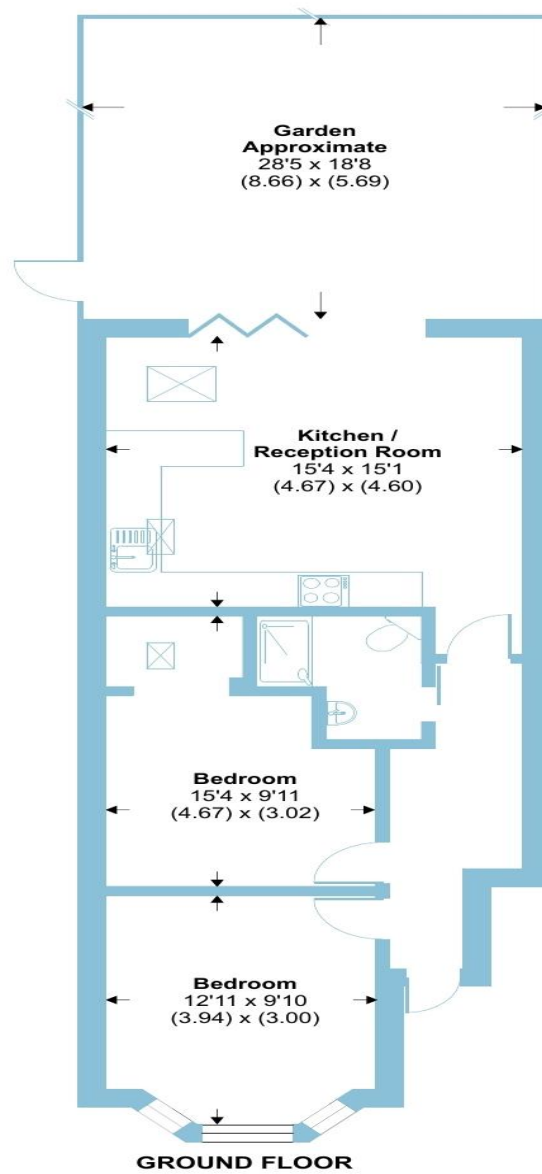 Garden
Approximate
28'5 x 18'8
(8.66) x (5.69)
Kitchen /
Reception Room
15'4 x 15'1
(4.67) x (4.60)
Bedroom
15'4 x 9'11
(4.67) x (3.02)
Bedroom
12'11 x 9'10
(3.94) x (3.00)
GROUND FLOOR